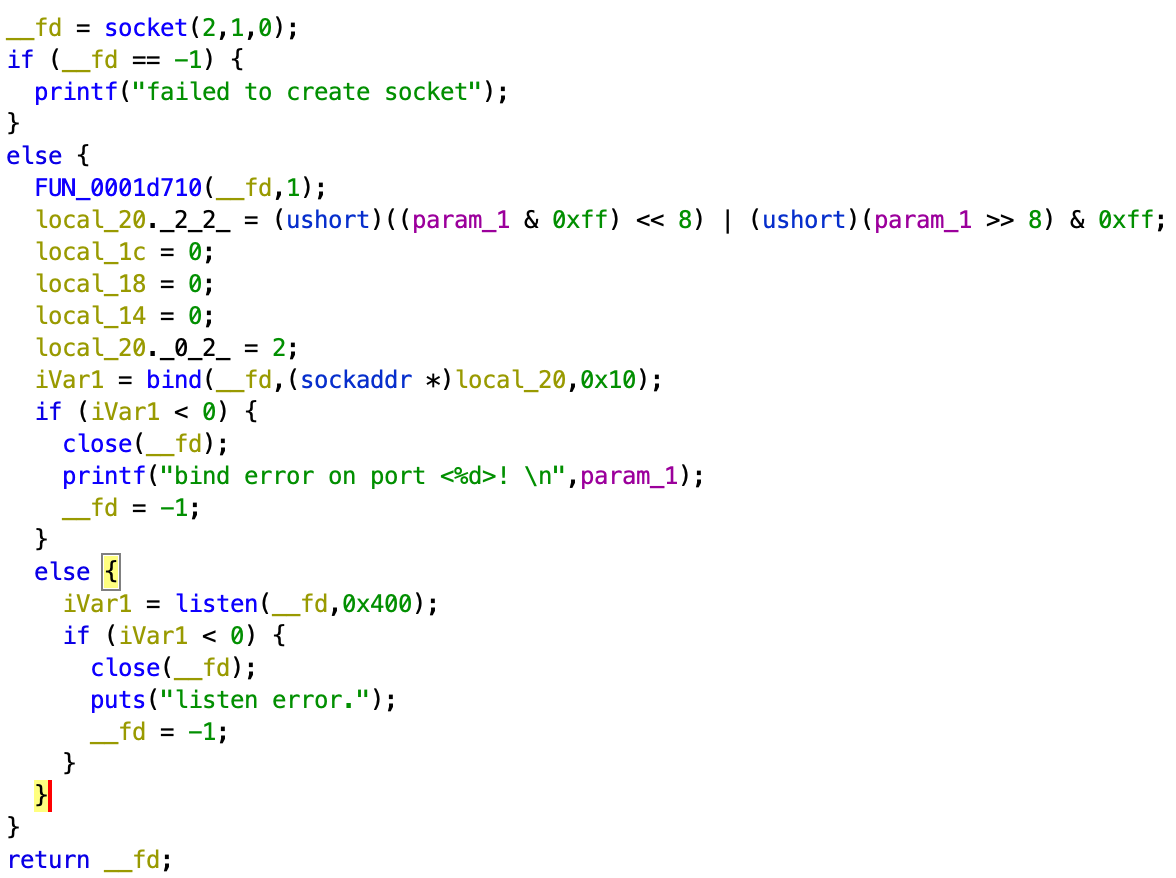 __fd = socket(2,1,0);
if (__fd == -1) {
  printf("failed to create socket");
}
else {
  FUN_0001d710(__fd,1);
  local_20._2_2_ = (ushort)((param_1 & 0xff) << 8) | (ushort)(param_1 >> 8) & 0xff;
  local_1c = 0;
  local_18 = 0;
  local_14 = 0;
  local_20._0_2_ = 2;
  iVar1 = bind(__fd,(sockaddr *)local_20,0x10);
  if (iVar1 < 0) {
    close(__fd);
    printf("bind error on port <%d>! \n",param_1);
    __fd = -1;
  }
  else {
    iVar1 = listen(__fd,0x400);
    if (iVar1 < 0) {
      close(__fd);
      puts("listen error.");
      __fd = -1;
    }
  }
}
return __fd;